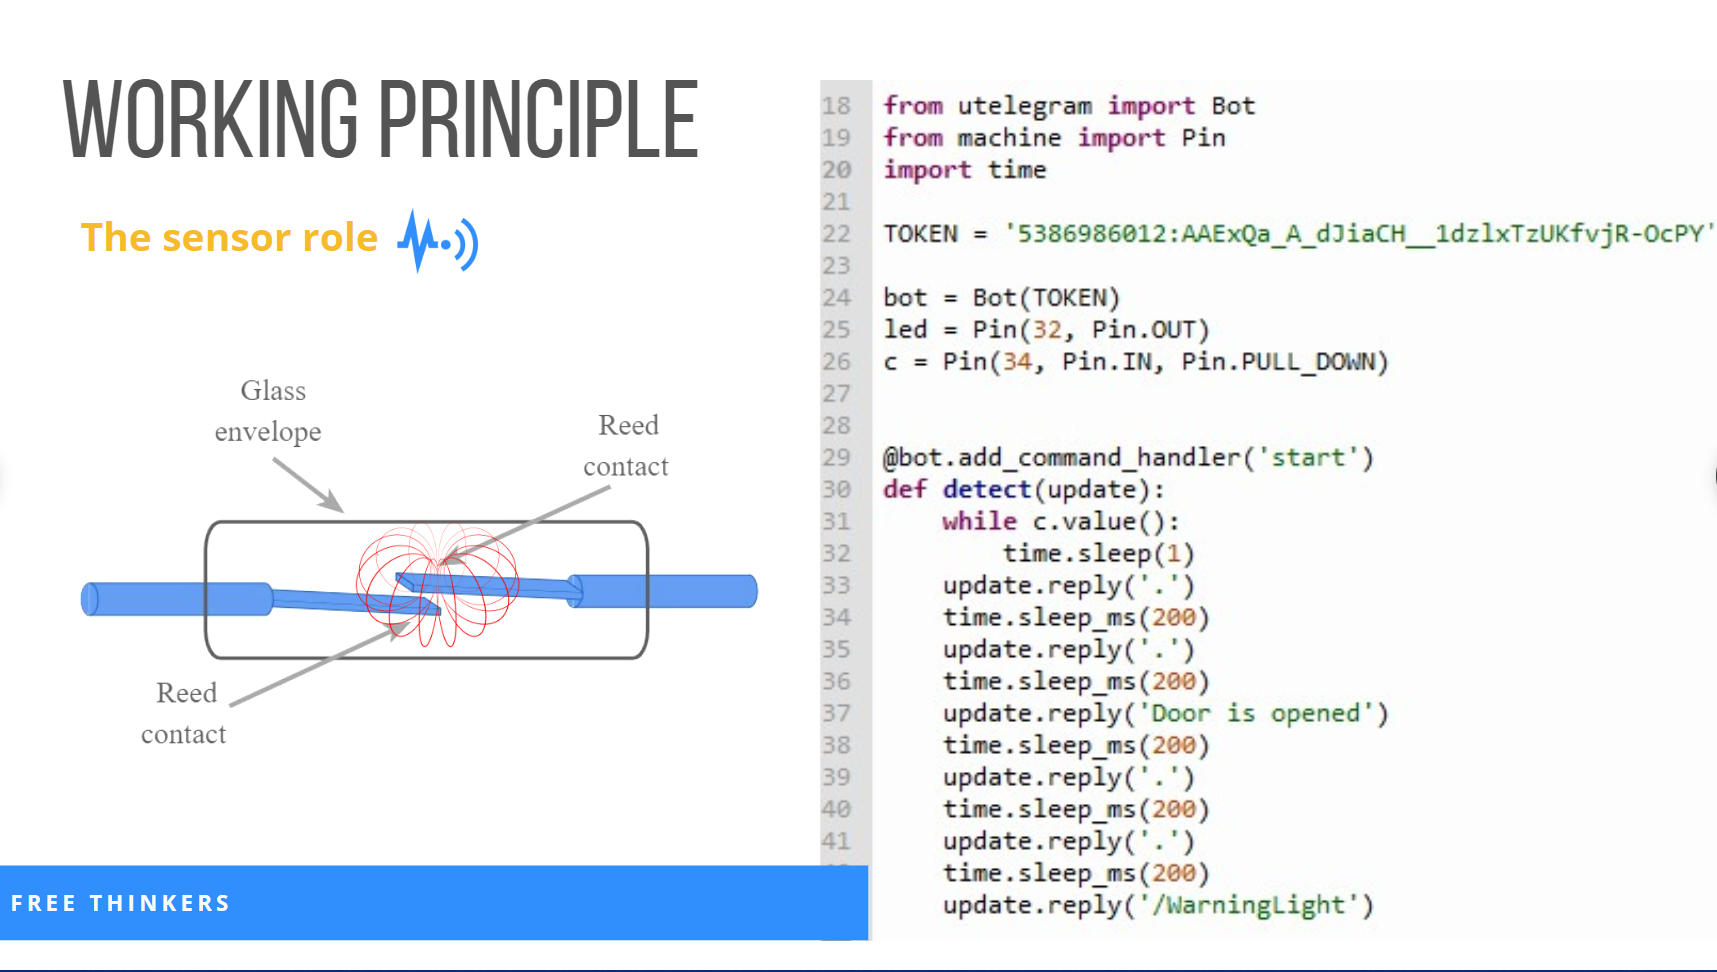 WORKING PRINCIPLE
The sensor role
Glass
envelope
Reed
contact
Reed
contact
FREE THINKERS
18 from utelegram import Bot
19 from machine import Pin
20 import time
21
22 TOKEN = '5386986012:AAExQa_A_dJiaCH__1dzlxTzUKfvjR-OcPY'
23
24 bot = Bot(TOKEN)
25 led = Pin(32, Pin.OUT)
26 c = Pin(34, Pin.IN, Pin.PULL_DOWN)
27
28
29 @bot.add_command_handler('start')
30 def detect(update):
31     while c.value():
32         time.sleep(1)
33     update.reply('.')
34     time.sleep_ms(200)
35     update.reply('.')
36     time.sleep_ms(200)
37     update.reply('Door is opened')
38     time.sleep_ms(200)
39     update.reply('.')
40     time.sleep_ms(200)
41     update.reply('.')
    time.sleep_ms(200)
    update.reply('/WarningLight')